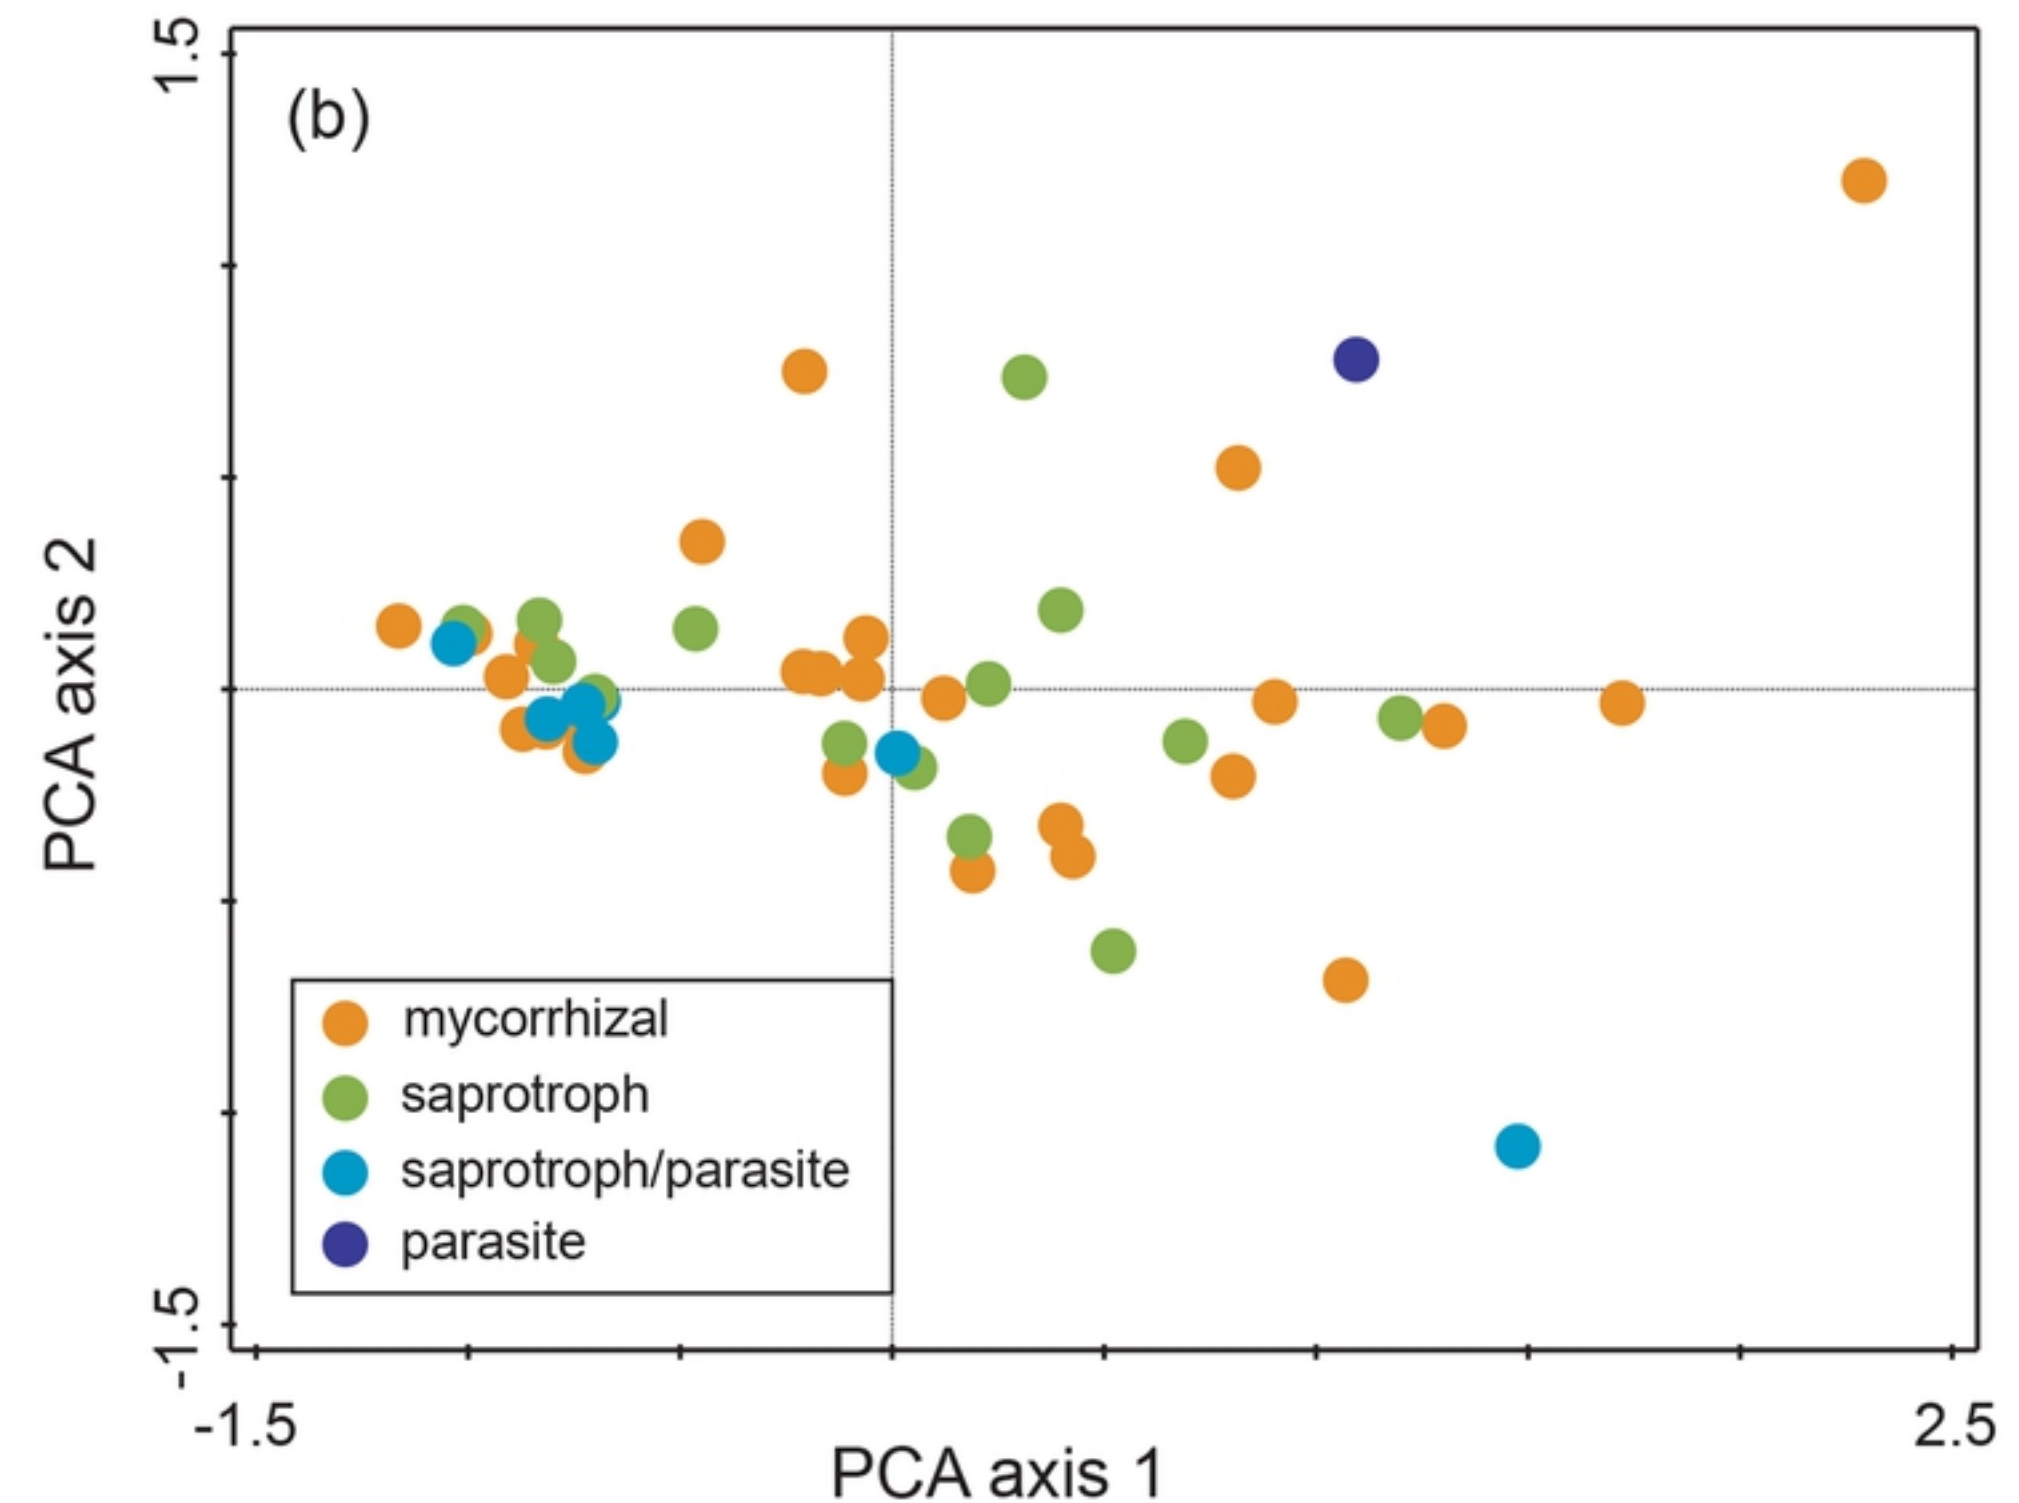 1.5
(b)
PCA axis 2
mycorrhizal
saprotroph
saprotroph/parasite
parasite
-1.5
-1.5
2.5
PCA axis 1